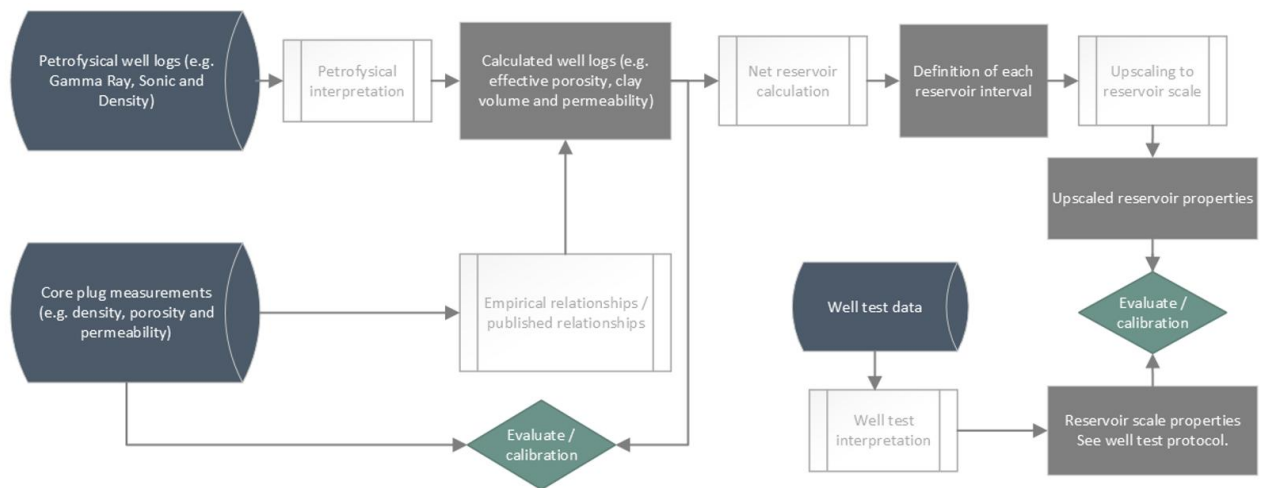 Petrofysical well logs (e.g.
Gamma Ray, Sonic and
Density)
Petrofysical
interpretation
Calculated well logs (e.g.
effective porosity, clay
volume and permeability)
Net reservoir
calculation
Definition of each
reservoir interval
Upscaling to
reservoir scale
Upscaled reservoir properties
Core plug measurements
(e.g. density, porosity and
permeability)
Empirical relationships /
published relationships
Evaluate /
calibration
Well test data
Well test
interpretation
Reservoir scale properties
See well test protocol.
Evaluate /
calibration